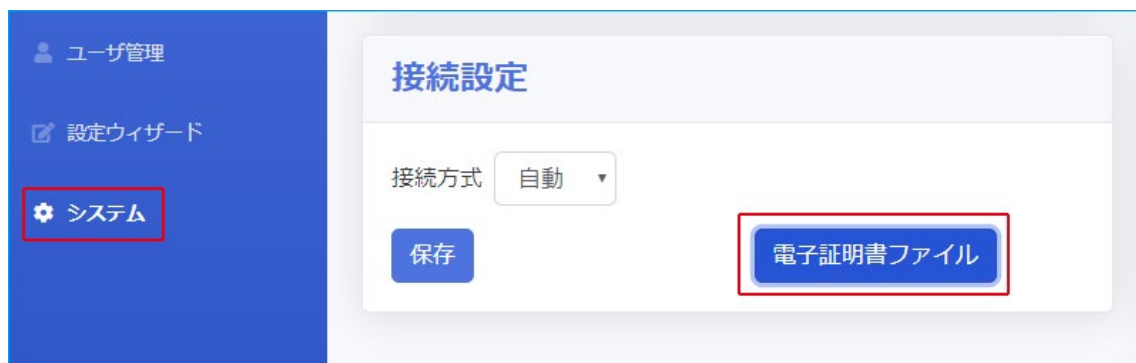 ユーザ管理
設定ウィザード
システム
接続設定
接続方式 自動
保存 電子証明書ファイル